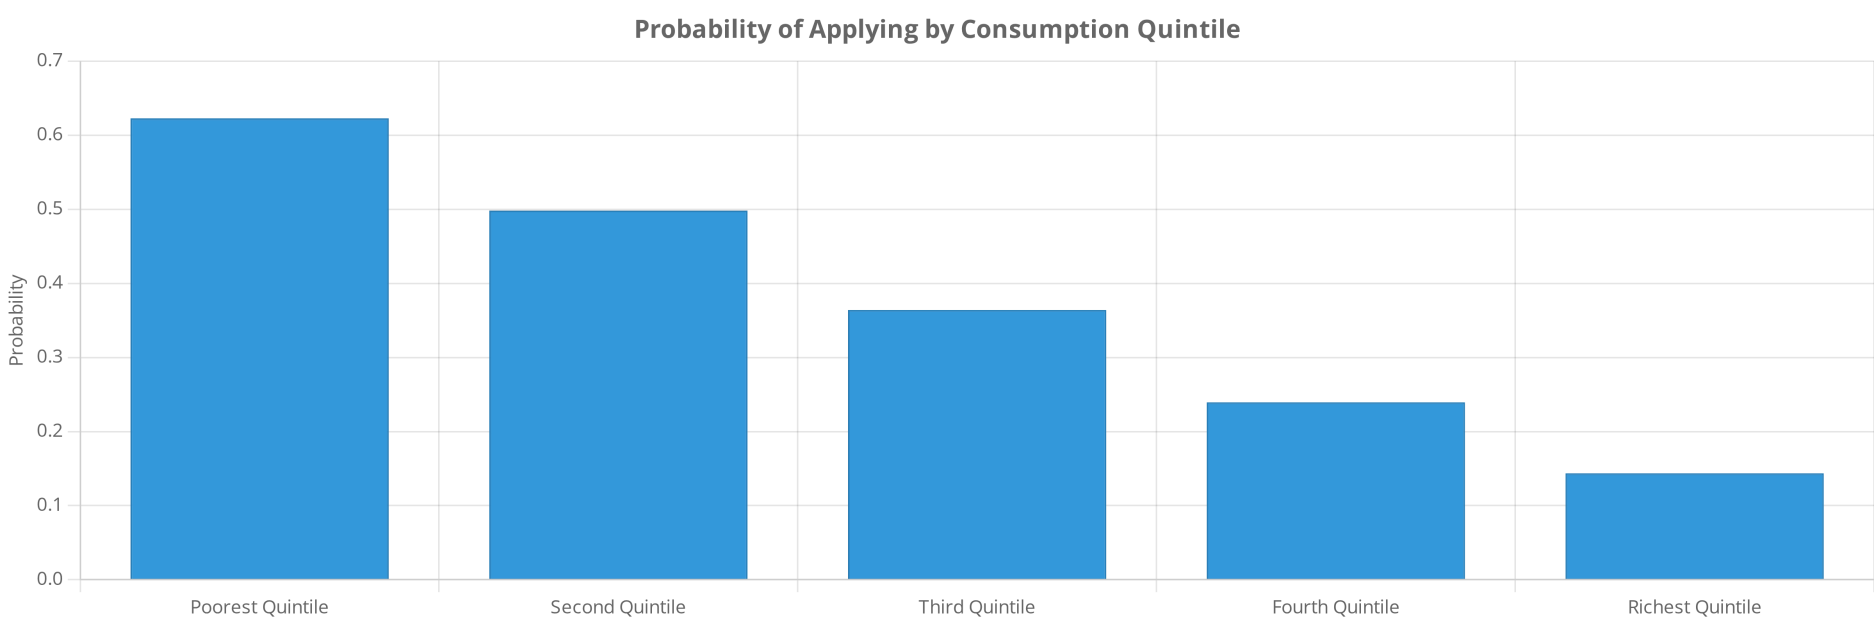 Probability of Applying by Consumption Quintile
Probability
0.7
0.6
0.5
0.4
0.3
0.2
0.1
0.0
Poorest Quintile Second Quintile Third Quintile Fourth Quintile Richest Quintile